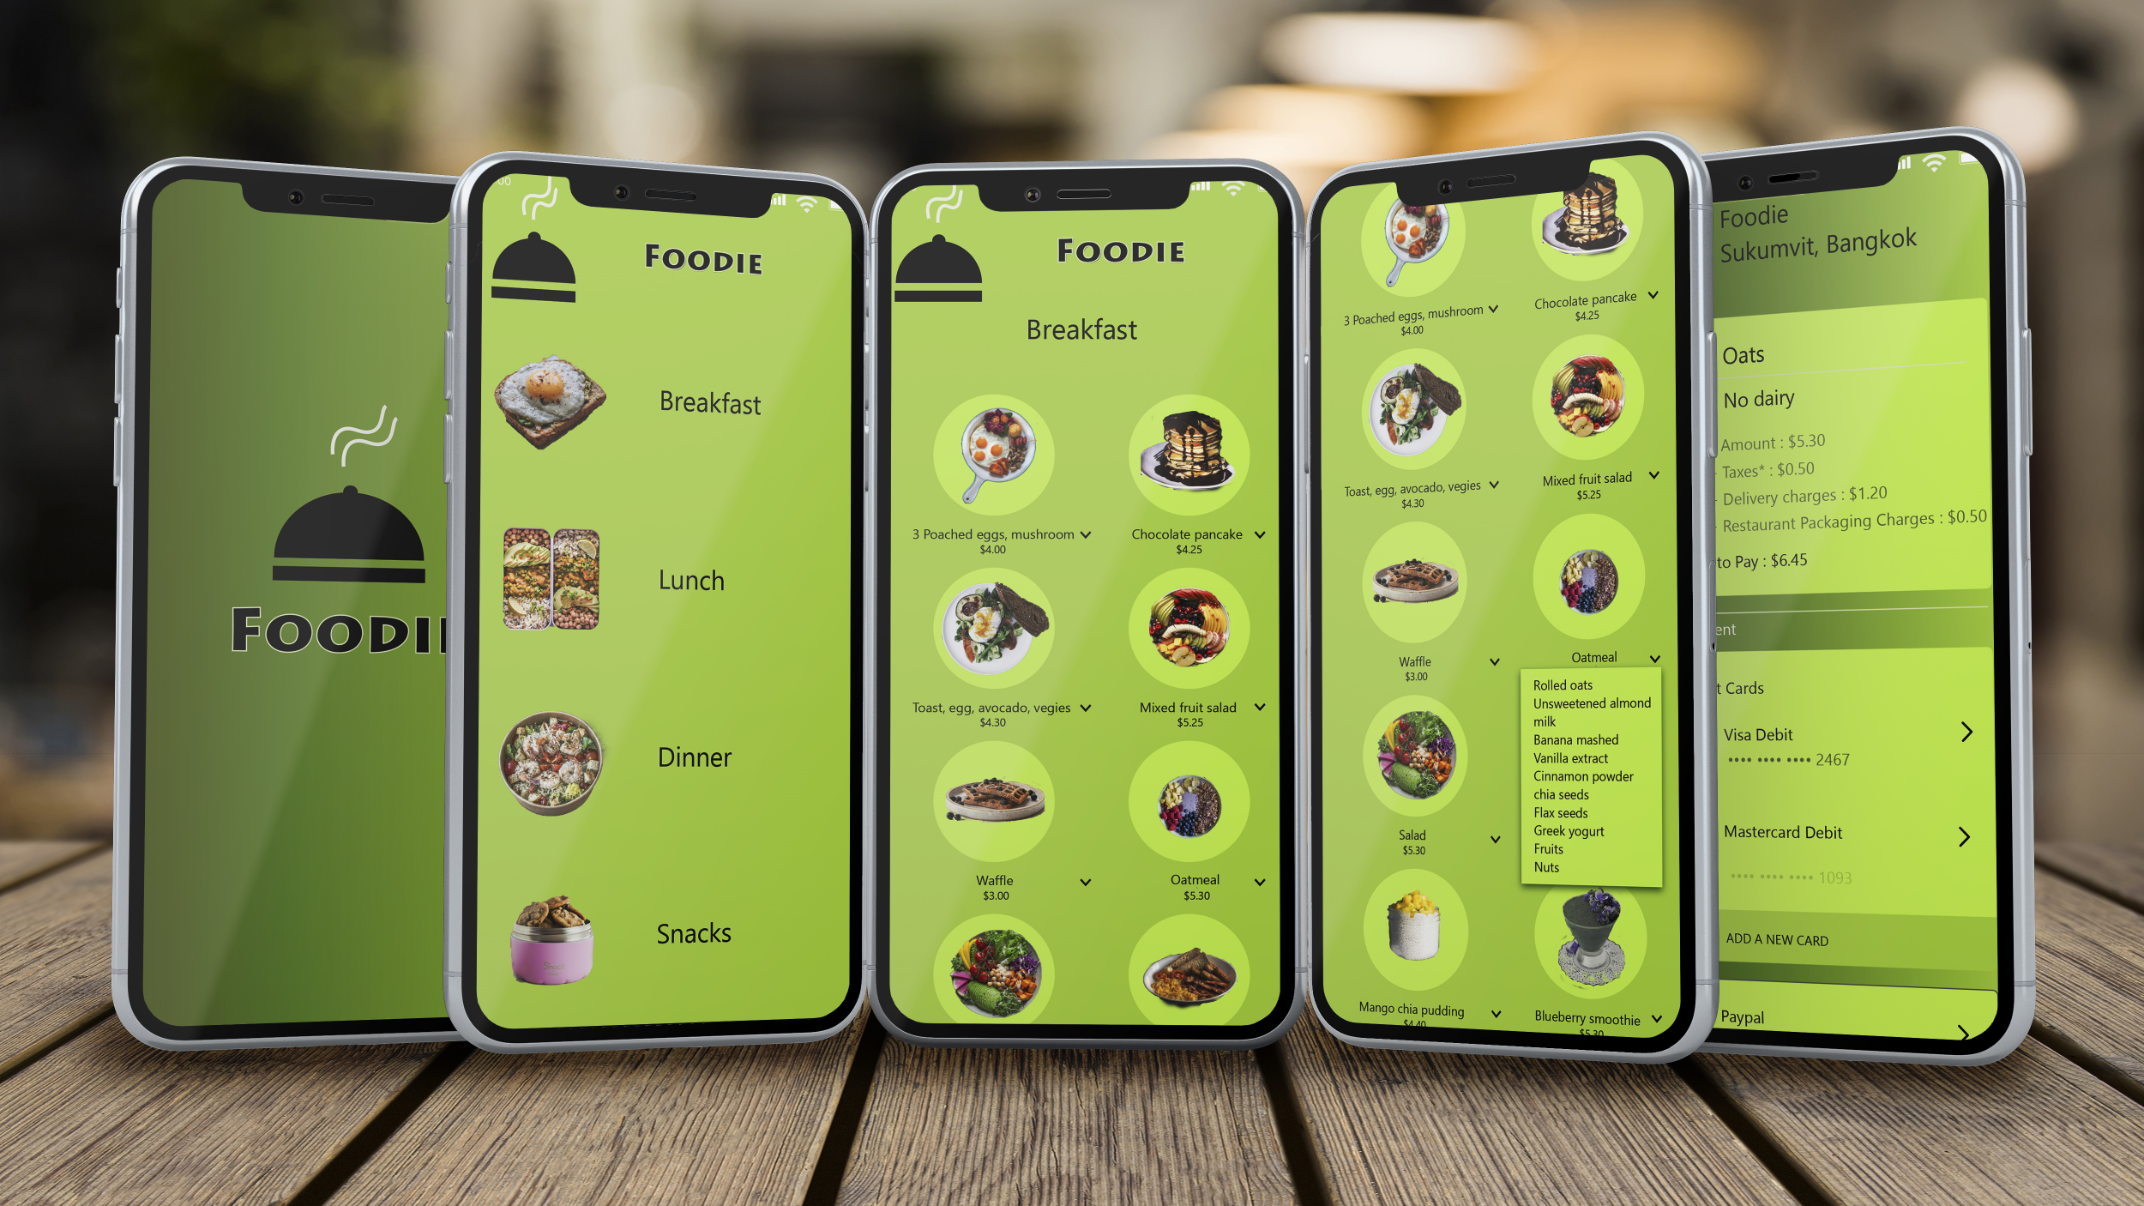 FOODI
00
FOODIE
Breakfast
Lunch
Dinner
Snacks
FOODIE
Breakfast
3 Poached eggs, mushroom
$4.00
Chocolate pancake
$4.25
Toast, egg, avocado, vegies
$4.30
Mixed fruit salad
$5.25
Waffle
$3.00
Oatmeal
$5.30
3 Poached eggs, mushroom
$4.00
Chocolate pancake
$4.25
Toast, egg, avocado, vegies
$4.30
Mixed fruit salad
$5.25
Waffle
$3.00
Oatmeal
Rolled oats
Unsweetened almond
milk
Banana mashed
Vanilla extract
Cinnamon powder
chia seeds
Flax seeds
Greek yogurt
Fruits
Nuts
Salad
$5.30
Mango chia pudding
$4.40
Blueberry smoothie
$5.30
Foodie
Sukumvit, Bangkok
Oats
No dairy
Amount : $5.30
- Taxes* : $0.50
- Delivery charges : $1.20
- Restaurant Packaging Charges : $0.50
to Pay : $6.45
ent
t Cards
Visa Debit
•••• •••• •••• 2467
Mastercard Debit
•••• •••• •••• 1093
ADD A NEW CARD
Paypal